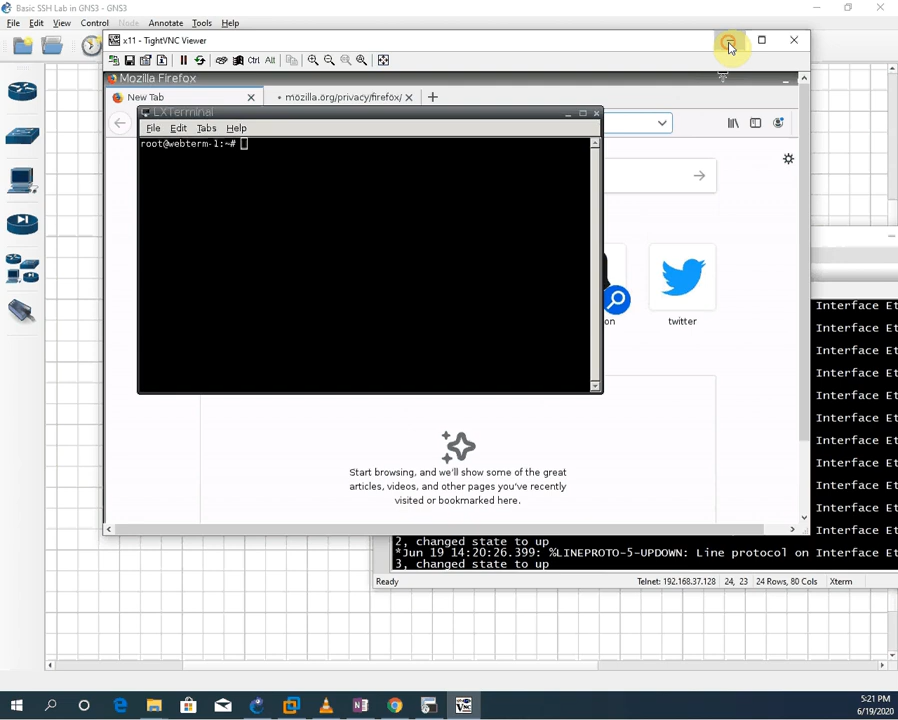 Basic SSH Lab in GNS3 - GNS3
File Edit View Control Node Annotate Tools Help
x11 - TightVNC Viewer
Ctrl Alt
Mozilla Firefox
New Tab
mozilla.org/privacy/firefox/
LXTerminal
File Edit Tabs Help
root@webterm-1:~#
on
twitter
Start browsing, and we'll show some of the great
articles, videos, and other pages you've recently
visited or bookmarked here.
Interface Et
Interface Et
Interface Et
Interface Et
Interface Et
Interface Et
Interface Et
Interface Et
Interface Et
Interface Et
Interface Et
2, changed state to up
*Jun 19 14:20:26.399: %LINEPROTO-5-UPDOWN: Line protocol on Interface Et
3, changed state to up
Ready Telnet: 192.168.37.128 24, 23 24 Rows, 80 Cols Xterm
5:21 PM
6/19/2020